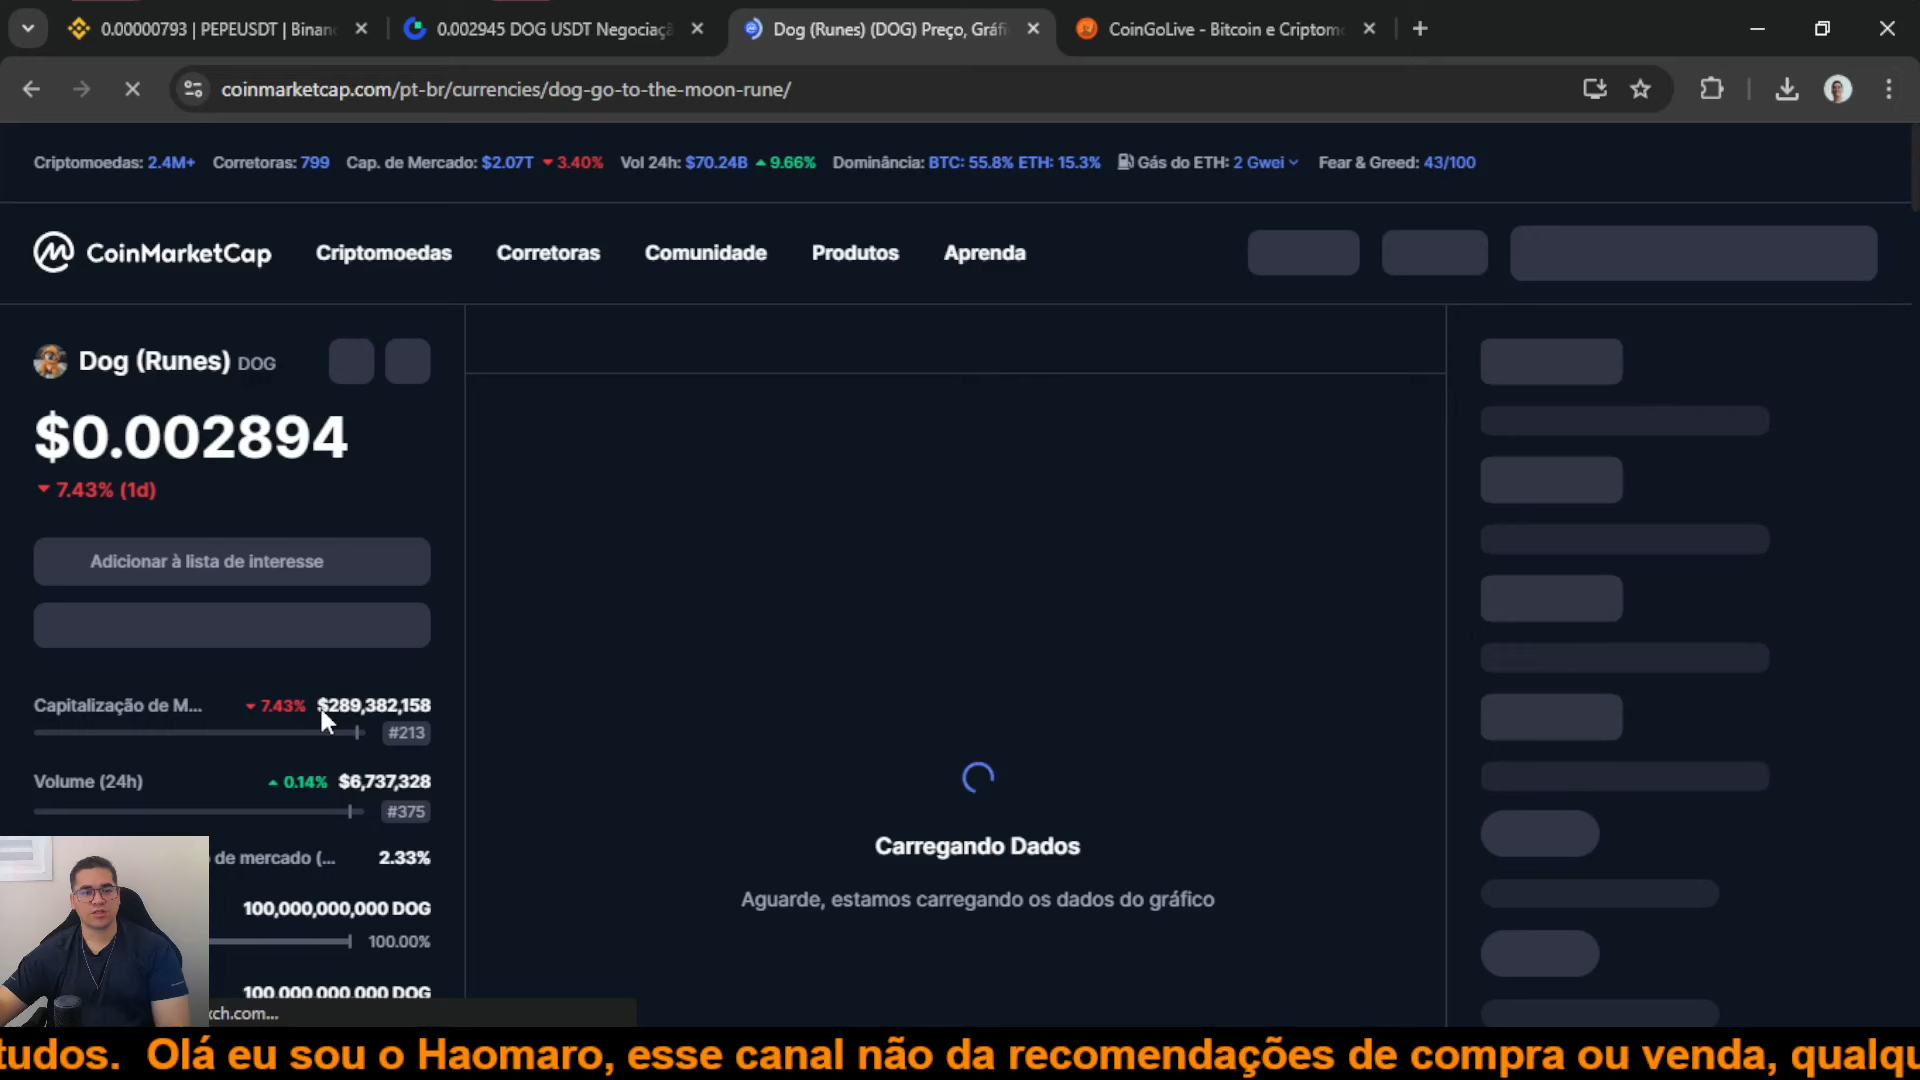 0.00000793 | PEPEUSDT | Binan
0.002945 DOG USDT Negociaçã
Dog (Runes) (DOG) Preço, Gráfi
CoinGoLive - Bitcoin e Criptomo
coinmarketcap.com/pt-br/currencies/dog-go-to-the-moon-rune/
Criptomoedas: 2.4M+ Corretoras: 799 Cap. de Mercado: $2.07T 3.40% Vol 24h: $70.24B 9.66% Dominância: BTC: 55.8% ETH: 15.3% Gás do ETH: 2 Gwei Fear & Greed: 43/100
CoinMarketCap Criptomoedas Corretoras Comunidade Produtos Aprenda
Dog (Runes) DOG
$0.002894
7.43% (1d)
Adicionar à lista de interesse
Capitalização de M... 7.43% $289,382,158
#213
Volume (24h) 0.14% $6,737,328
#375
de mercado (... 2.33%
100,000,000,000 DOG
100.00%
100,000,000,000 DOG
xch.com...
Carregando Dados
Aguarde, estamos carregando os dados do gráfico
tudos. Olá eu sou o Haomaro, esse canal não da recomendações de compra ou venda, qualqu